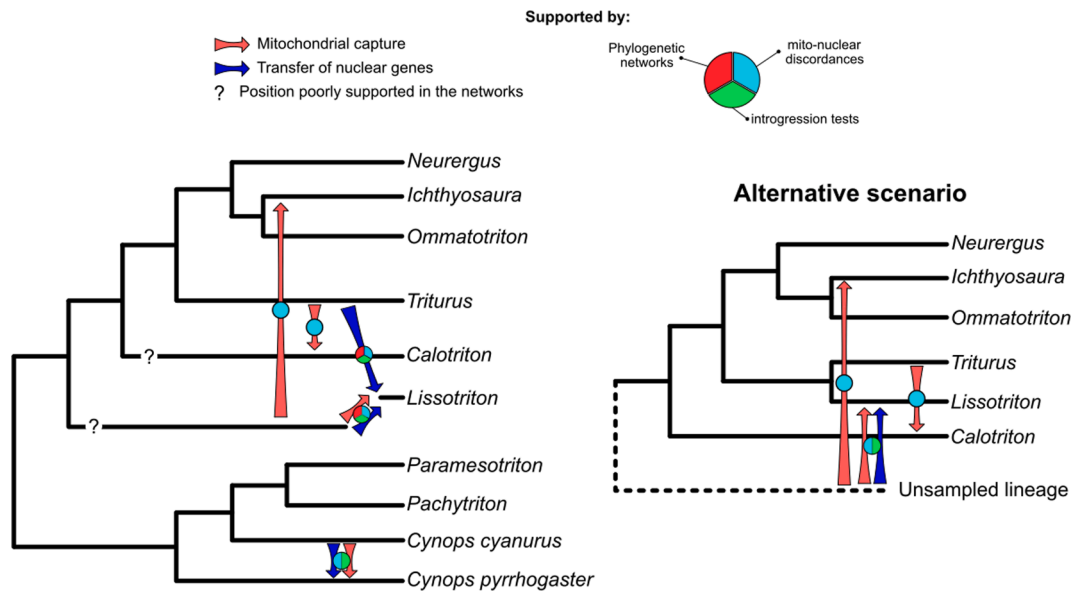 Supported by:
Mitochondrial capture
Transfer of nuclear genes
? Position poorly supported in the networks
Phylogenetic
networks
mito-nuclear
discordances
introgression tests
Neurergus
Ichthyosaura
Ommatotriton
Triturus
?
Calotriton
Lissotriton
?
Paramesotriton
Pachytriton
Cynops cyanurus
Cynops pyrrhogaster
Alternative scenario
Neurergus
Ichthyosaura
Ommatotriton
Triturus
Lissotriton
Calotriton
Unsampled lineage